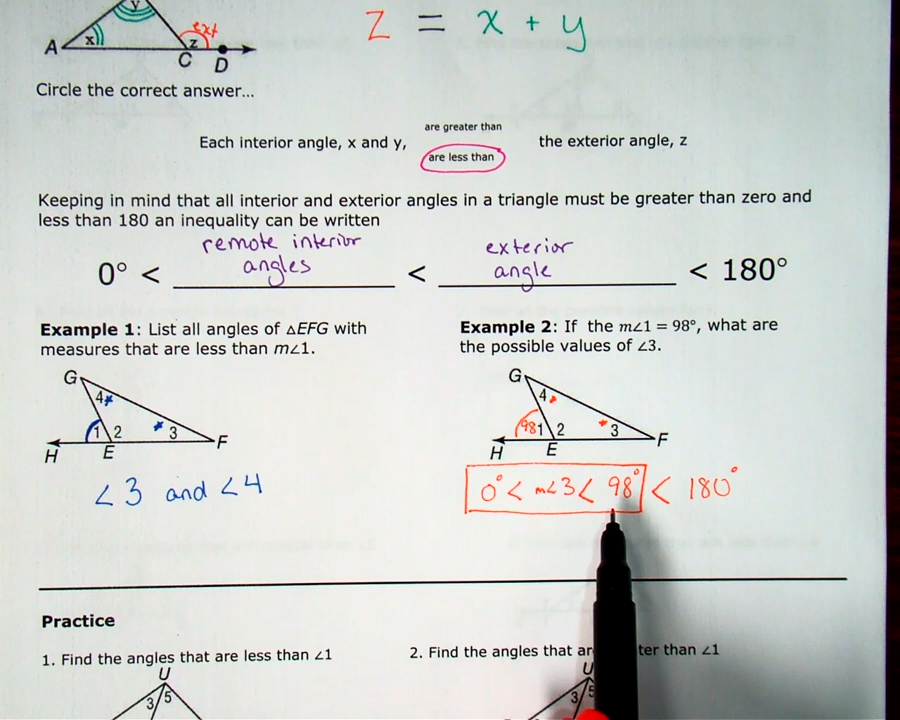 y
ext
z = x + y
A x z
C D
Circle the correct answer...
are greater than
Each interior angle, x and y, are less than the exterior angle, z
Keeping in mind that all interior and exterior angles in a triangle must be greater than zero and
less than 180 an inequality can be written
remote interior exterior
0° < angles < angle < 180°
Example 1: List all angles of △EFG with
measures that are less than m∠1.
G
4
1 2 3 F
H E
∠3 and ∠4
Example 2: If the m∠1 = 98°, what are
the possible values of ∠3.
G
4
98 1 2 3 F
H E
0° < m∠3 < 98° < 180°
Practice
1. Find the angles that are less than ∠1
U
3 5
2. Find the angles that ter than ∠1
U
3 5